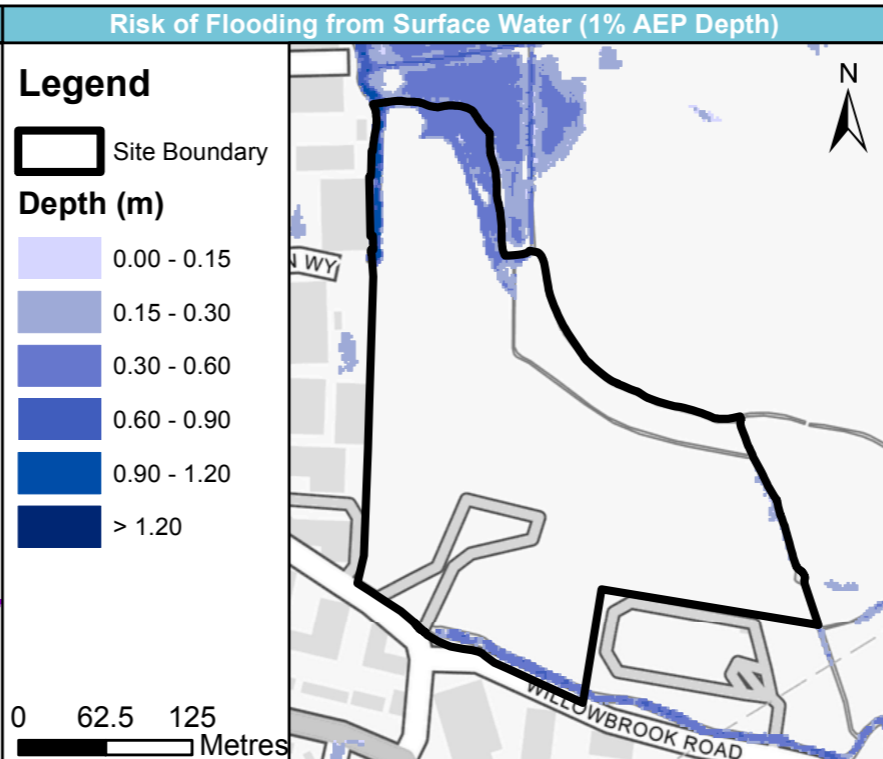 Risk of Flooding from Surface Water (1% AEP Depth)
Legend
Site Boundary
Depth (m)
0.00 - 0.15
0.15 - 0.30
0.30 - 0.60
0.60 - 0.90
0.90 - 1.20
> 1.20
0 62.5 125
Metres
N
N WY
WILLOWBROOK ROAD